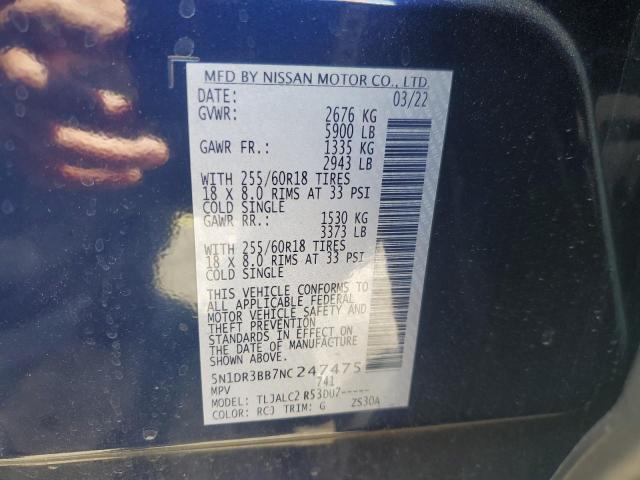 MFD BY NISSAN MOTOR CO., LTD.
DATE: 03/22
GVWR: 2676 KG
5900 LB
GAWR FR.: 1335 KG
2943 LB
WITH 255/60R18 TIRES
18 X 8.0 RIMS AT 33 PSI
COLD SINGLE
GAWR RR.: 1530 KG
3373 LB
WITH 255/60R18 TIRES
18 X 8.0 RIMS AT 33 PSI
COLD SINGLE
THIS VEHICLE CONFORMS TO
ALL APPLICABLE FEDERAL
MOTOR VEHICLE SAFETY AND
THEFT PREVENTION
STANDARDS IN EFFECT ON
THE DATE OF MANUFACTURE
SHOWN ABOVE.
5N1DR3BB7NC247475
MPV 741
MODEL: TLJALC2 R53DU7-----
COLOR: RCJ TRIM: G ZS30A